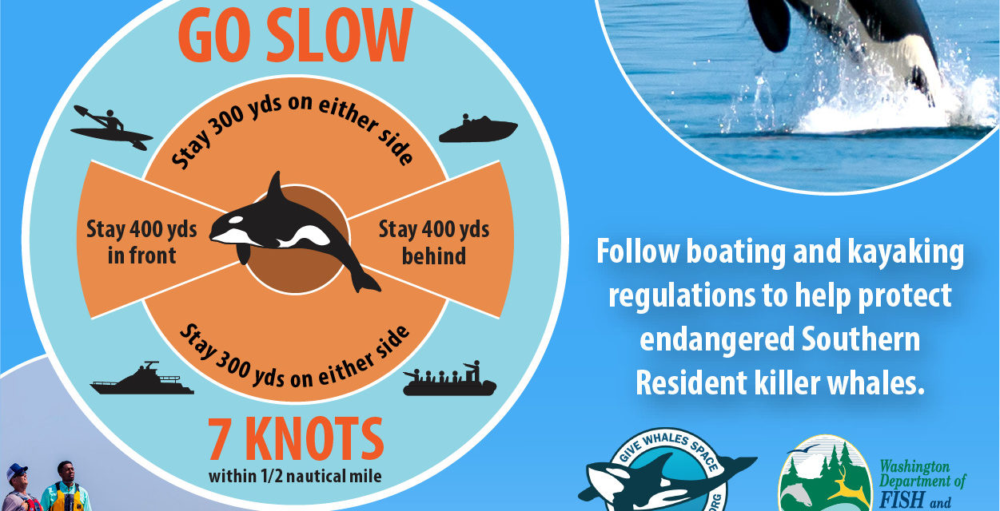 GO SLOW
Stay 300 yds on either side
Stay 400 yds
in front
Stay 400 yds
behind
Stay 300 yds on either side
7 KNOTS
within 1/2 nautical mile
Follow boating and kayaking
regulations to help protect
endangered Southern
Resident killer whales.
GIVE WHALES SPACE
ORG
Washington
Department of
FISH and